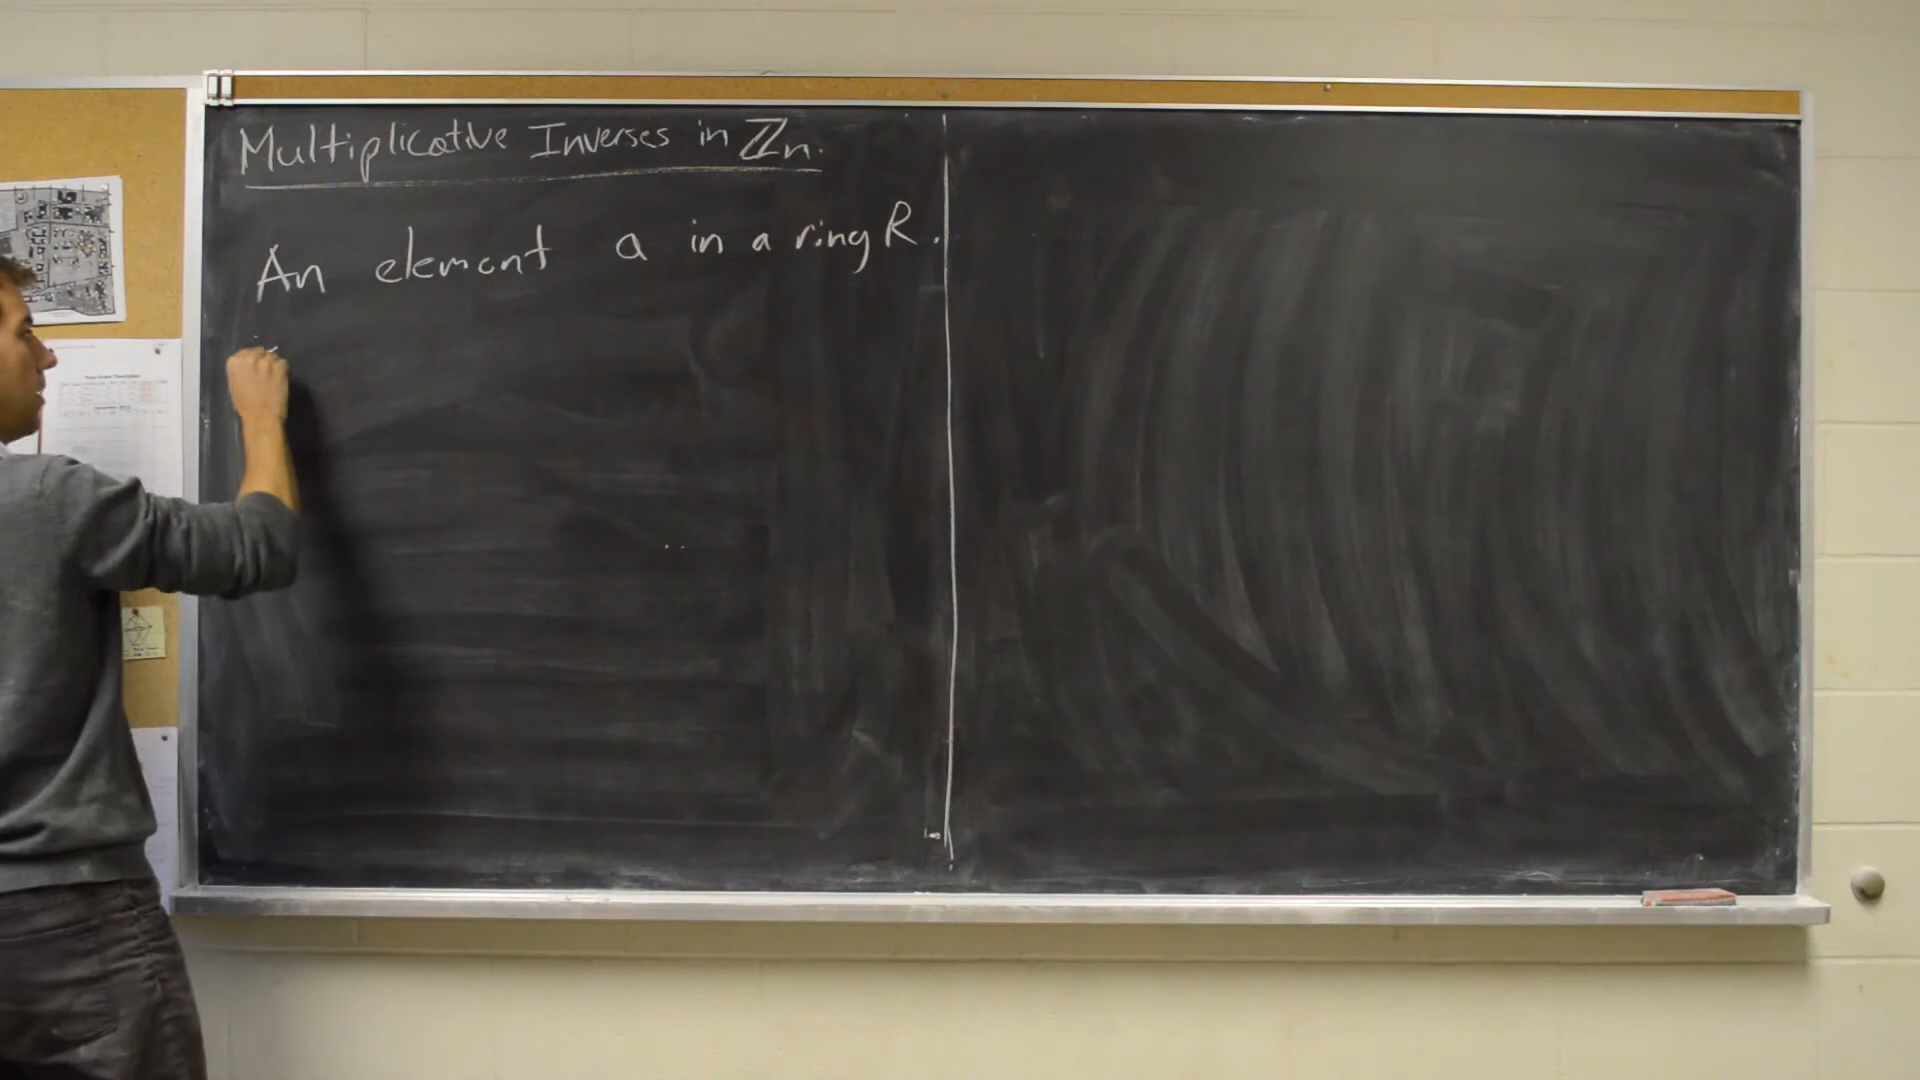 Multiplicative Inverses in ℤn.
An element a in a ring R.